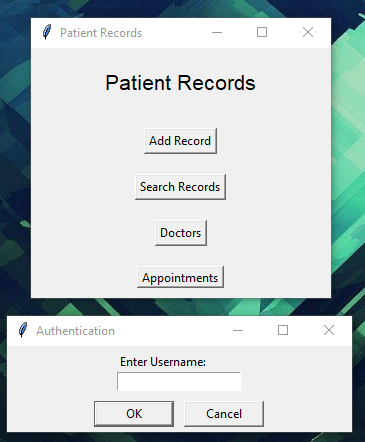 Patient Records
Patient Records
Add Record
Search Records
Doctors
Appointments
Authentication
Enter Username:
OK Cancel